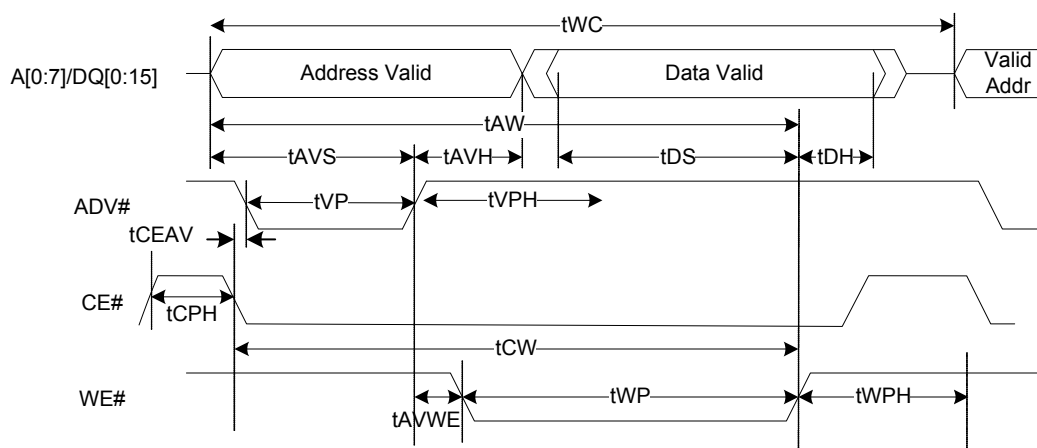 tWC
A[0:7]/DQ[0:15]
Address Valid
Data Valid
Valid
Addr
tAW
tAVS
tAVH
tDS
tDH
ADV#
tVP
tVPH
tCEAV
CE#
tCPH
tCW
WE#
tAVWE
tWP
tWPH